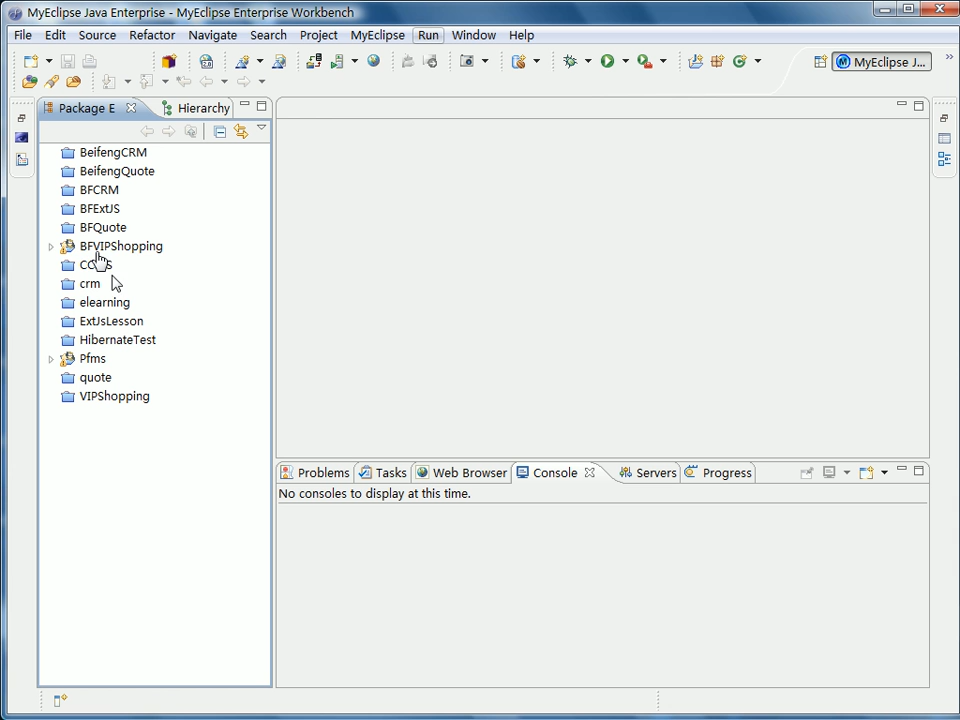 MyEclipse Java Enterprise - MyEclipse Enterprise Workbench
File Edit Source Refactor Navigate Search Project MyEclipse Run Window Help
MyEclipse J...
Package E Hierarchy
BeifengCRM
BeifengQuote
BFCRM
BFExtJS
BFQuote
BFVIPShopping
crm
elearning
ExtJsLesson
HibernateTest
Pfms
quote
VIPShopping
Problems Tasks Web Browser Console Servers Progress
No consoles to display at this time.